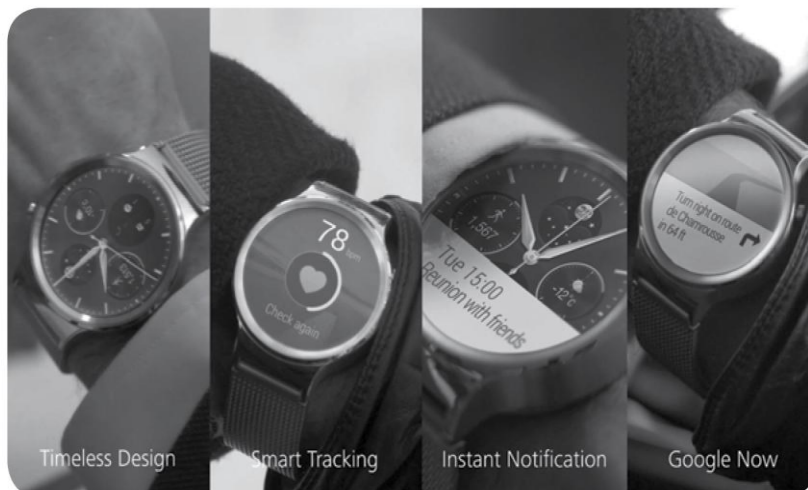 78 bpm
Check again
1,567
-12°c
Tue 15:00
Reunion with friends
Turn right on route
de Chamrousse
in 64 ft
Timeless Design
Smart Tracking
Instant Notification
Google Now